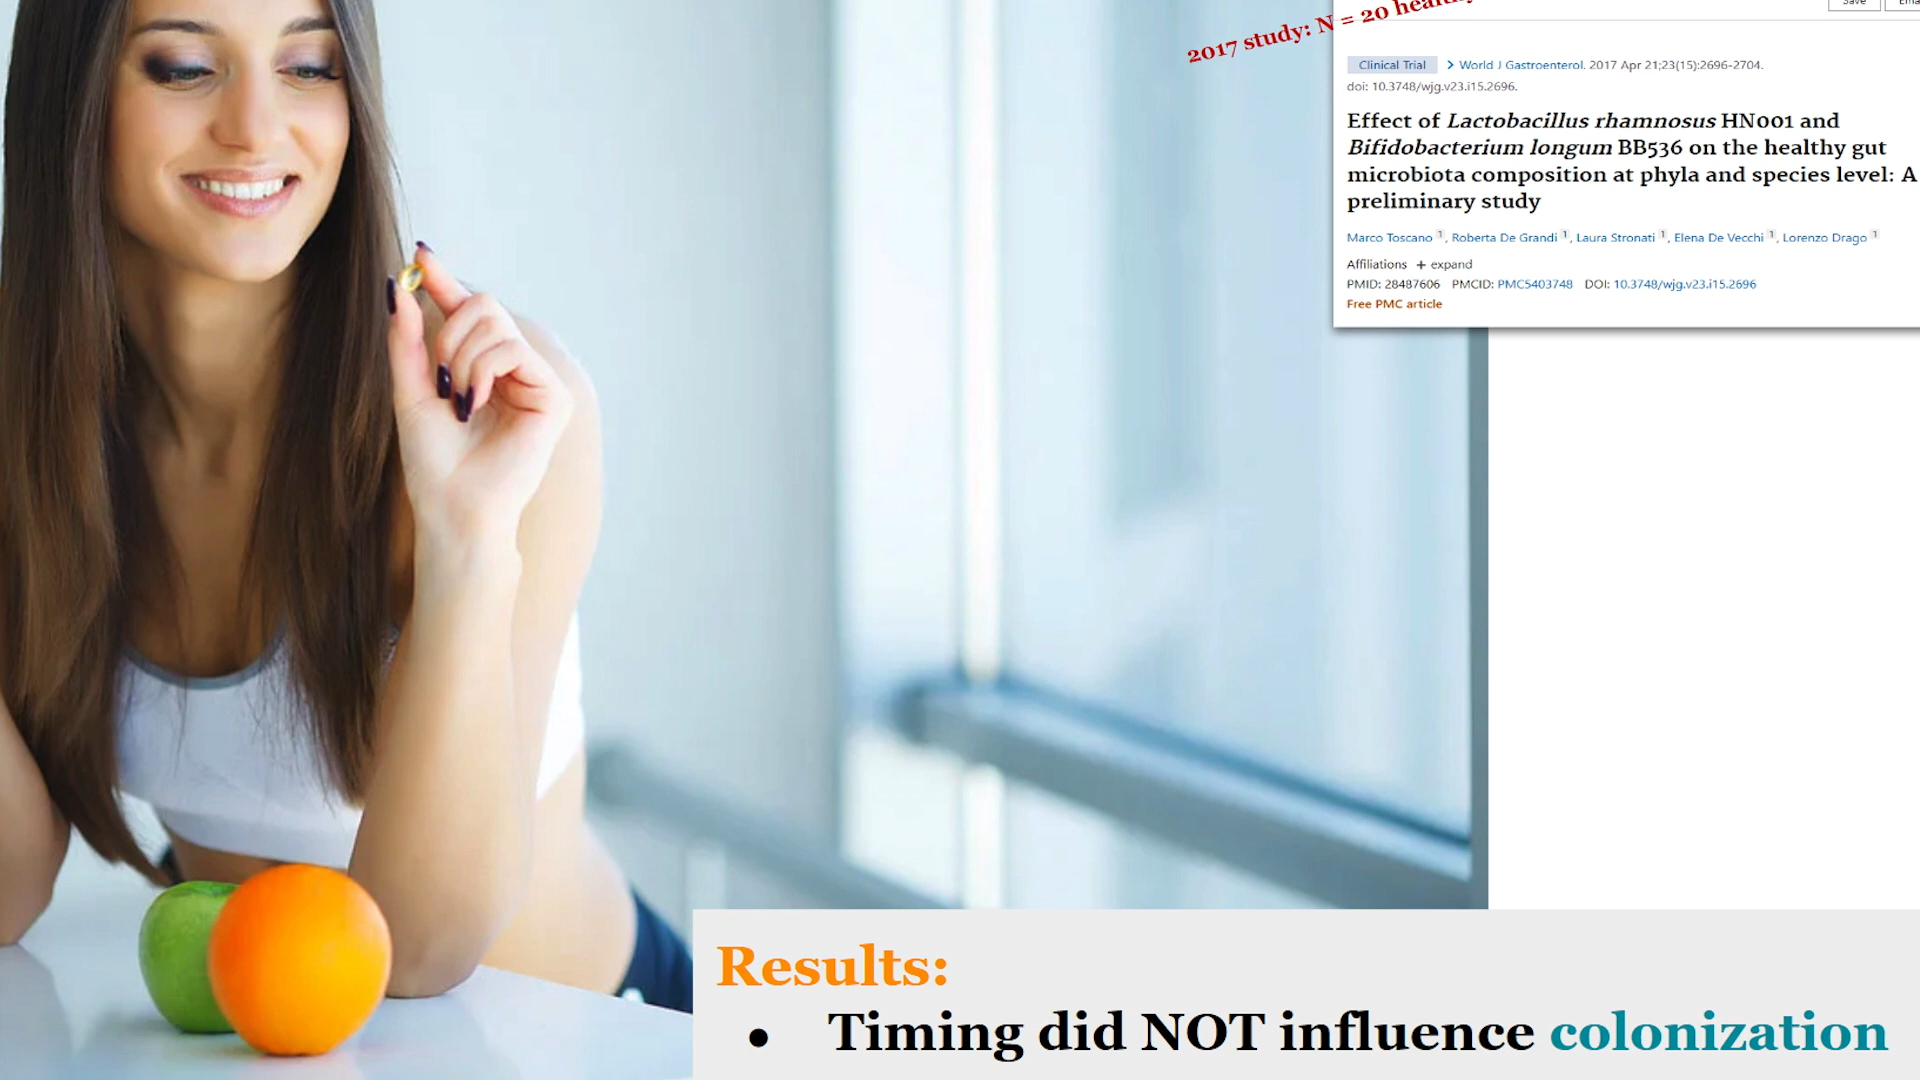 2017 study: N = 20
Save
Clinical Trial > World J Gastroenterol. 2017 Apr 21;23(15):2696-2704.
doi: 10.3748/wjg.v23.i15.2696.
Effect of Lactobacillus rhamnosus HN001 and
Bifidobacterium longum BB536 on the healthy gut
microbiota composition at phyla and species level: A
preliminary study
Marco Toscano 1, Roberta De Grandi 1, Laura Stronati 1, Elena De Vecchi 1, Lorenzo Drago 1
Affiliations + expand
PMID: 28487606 PMCID: PMC5403748 DOI: 10.3748/wjg.v23.i15.2696
Free PMC article
Results:
• Timing did NOT influence colonization